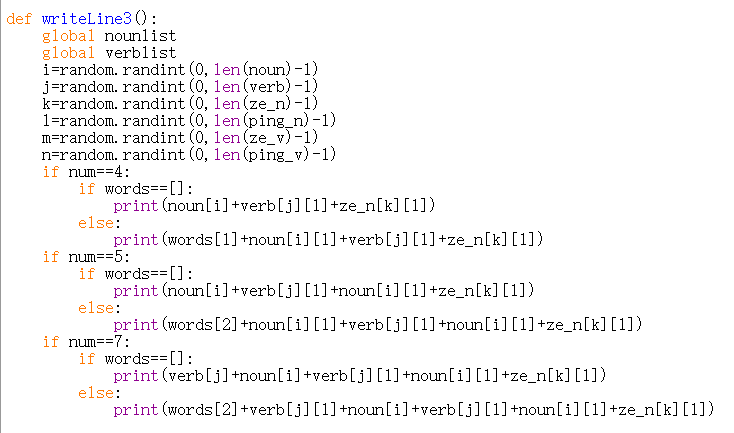 def writeLine3():
    global nounlist
    global verblist
    i=random.randint(0,len(noun)-1)
    j=random.randint(0,len(verb)-1)
    k=random.randint(0,len(ze_n)-1)
    l=random.randint(0,len(ping_n)-1)
    m=random.randint(0,len(ze_v)-1)
    n=random.randint(0,len(ping_v)-1)
    if num==4:
        if words==[]:
            print(noun[i]+verb[j][1]+ze_n[k][1])
        else:
            print(words[1]+noun[i][1]+verb[j][1]+ze_n[k][1])
    if num==5:
        if words==[]:
            print(noun[i]+verb[j][1]+noun[i][1]+ze_n[k][1])
        else:
            print(words[2]+noun[i][1]+verb[j][1]+noun[i][1]+ze_n[k][1])
    if num==7:
        if words==[]:
            print(verb[j]+noun[i]+verb[j][1]+noun[i][1]+ze_n[k][1])
        else:
            print(words[2]+verb[j][1]+noun[i]+verb[j][1]+noun[i][1]+ze_n[k][1])